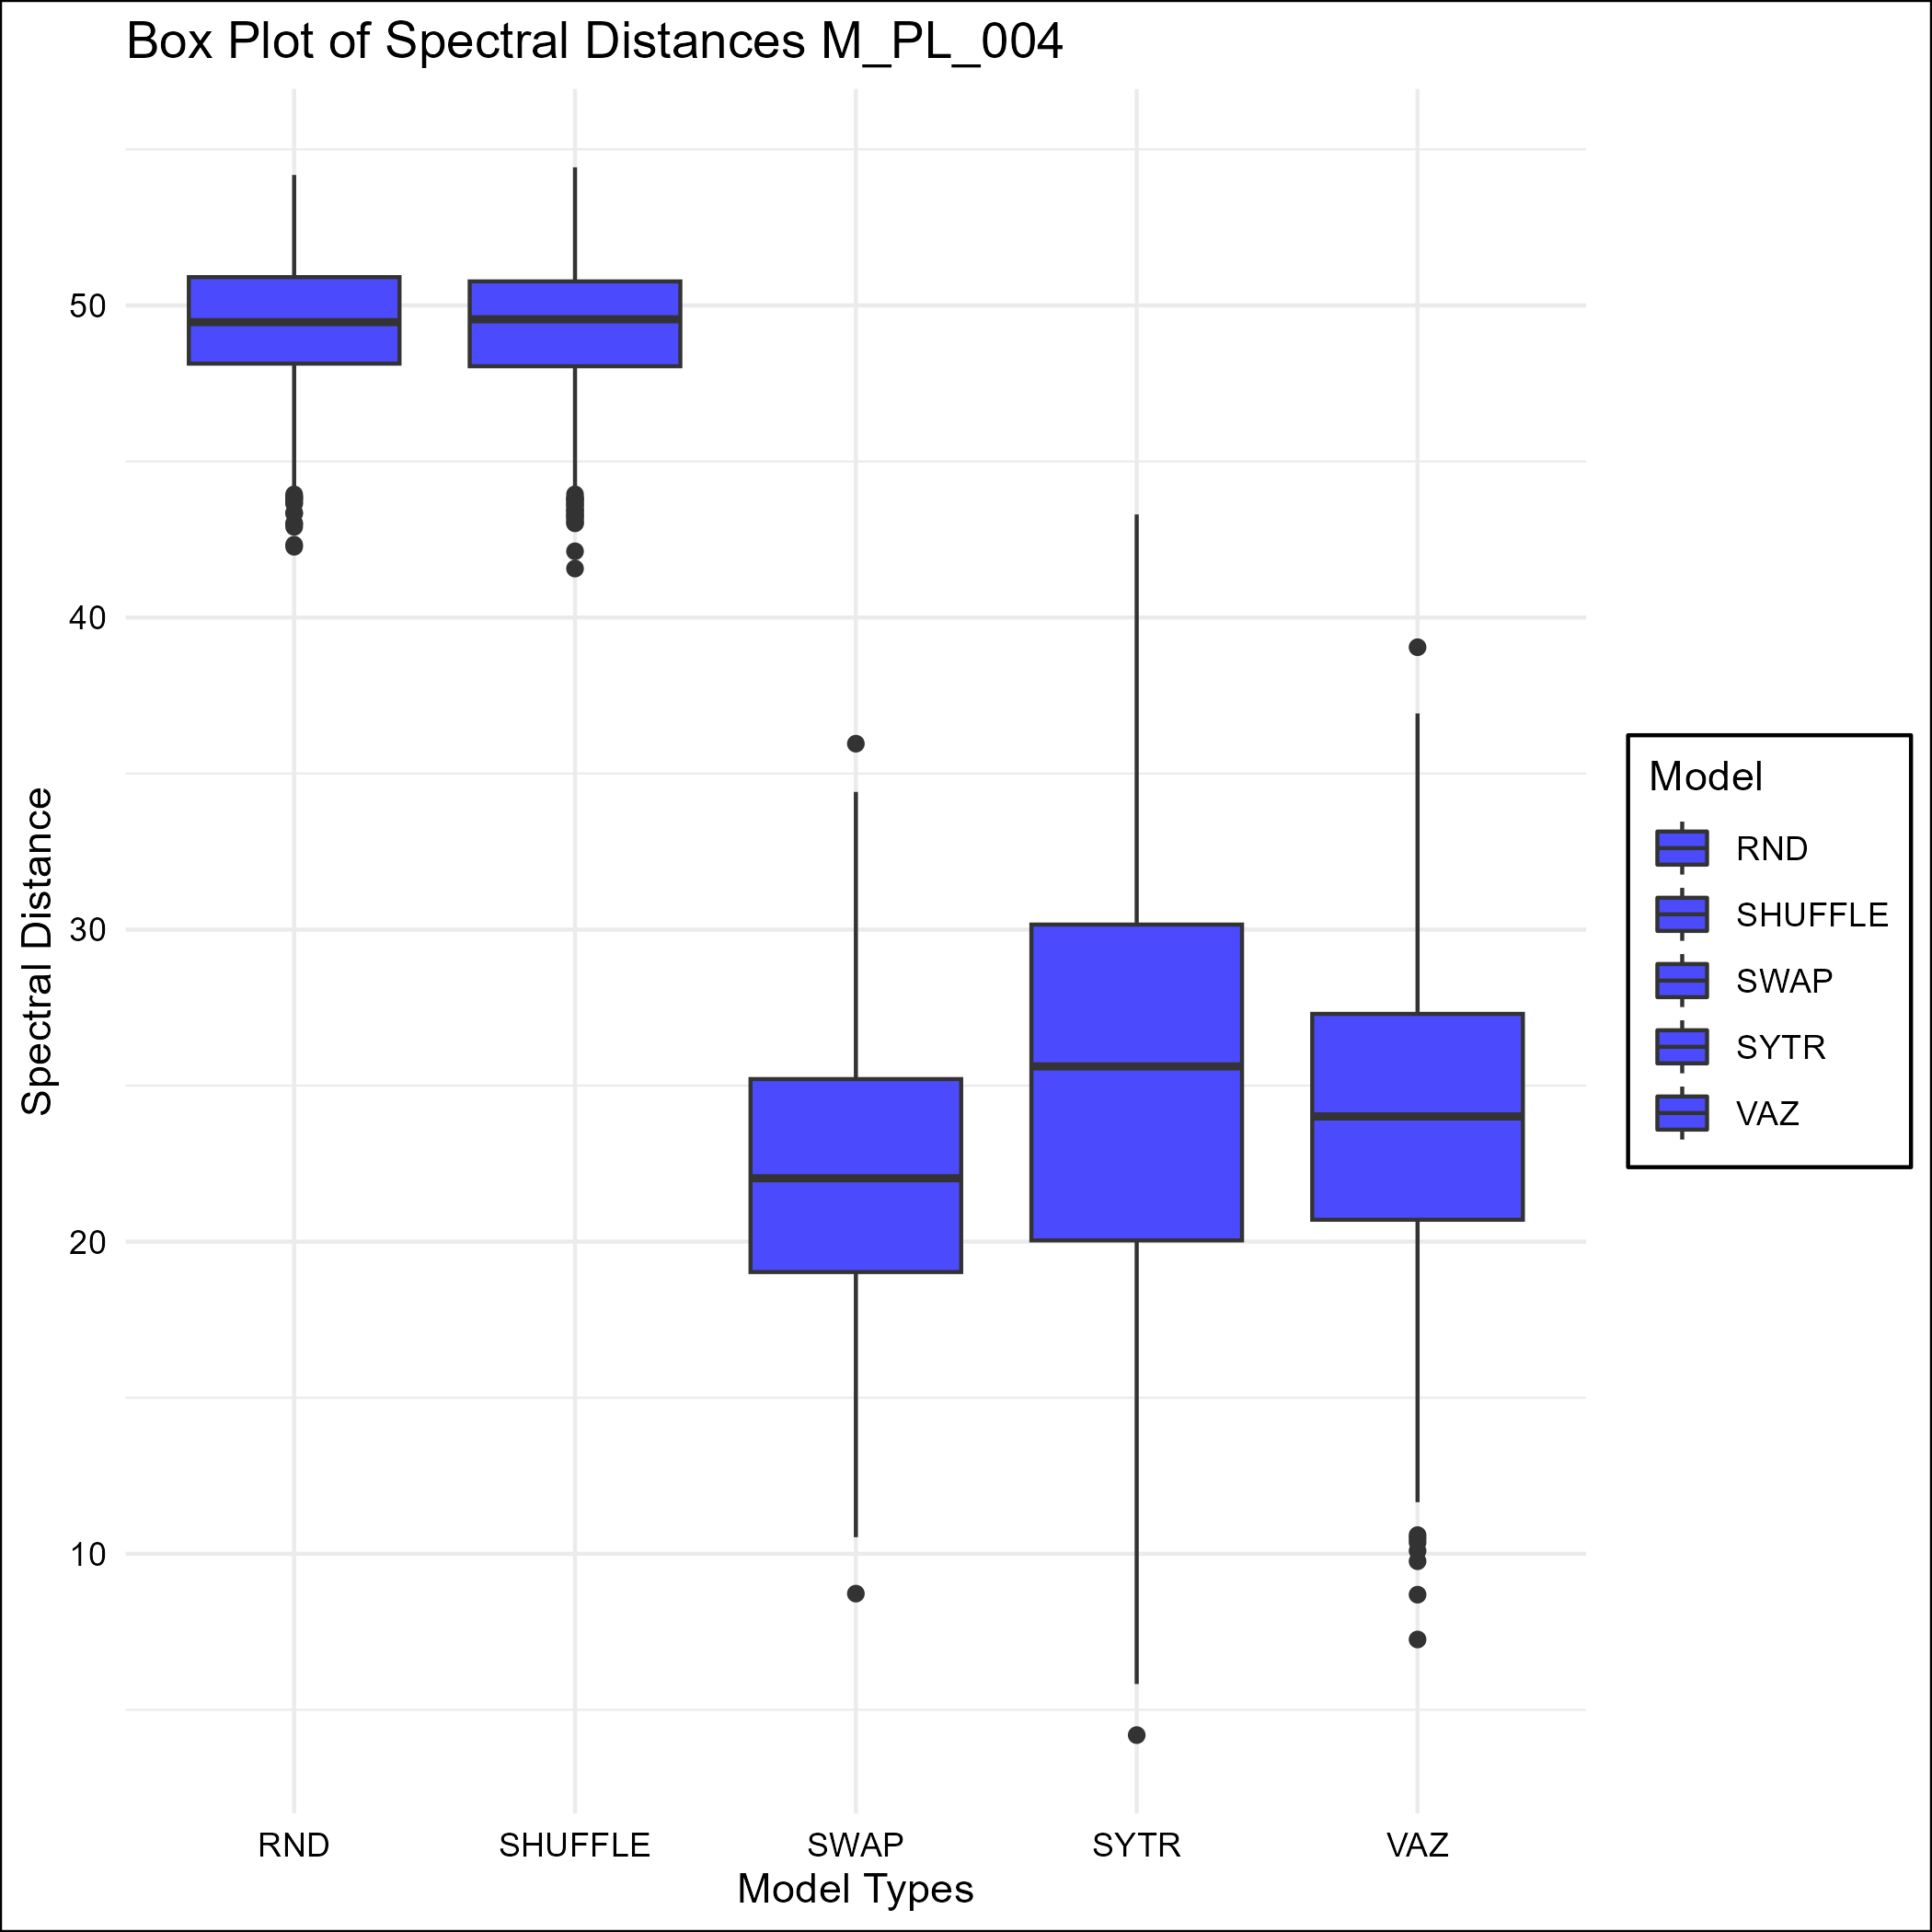 Box Plot of Spectral Distances M_PL_004
Spectral Distance
50
40
30
20
10
RND
SHUFFLE
SWAP
SYTR
VAZ
Model Types
Model
RND
SHUFFLE
SWAP
SYTR
VAZ